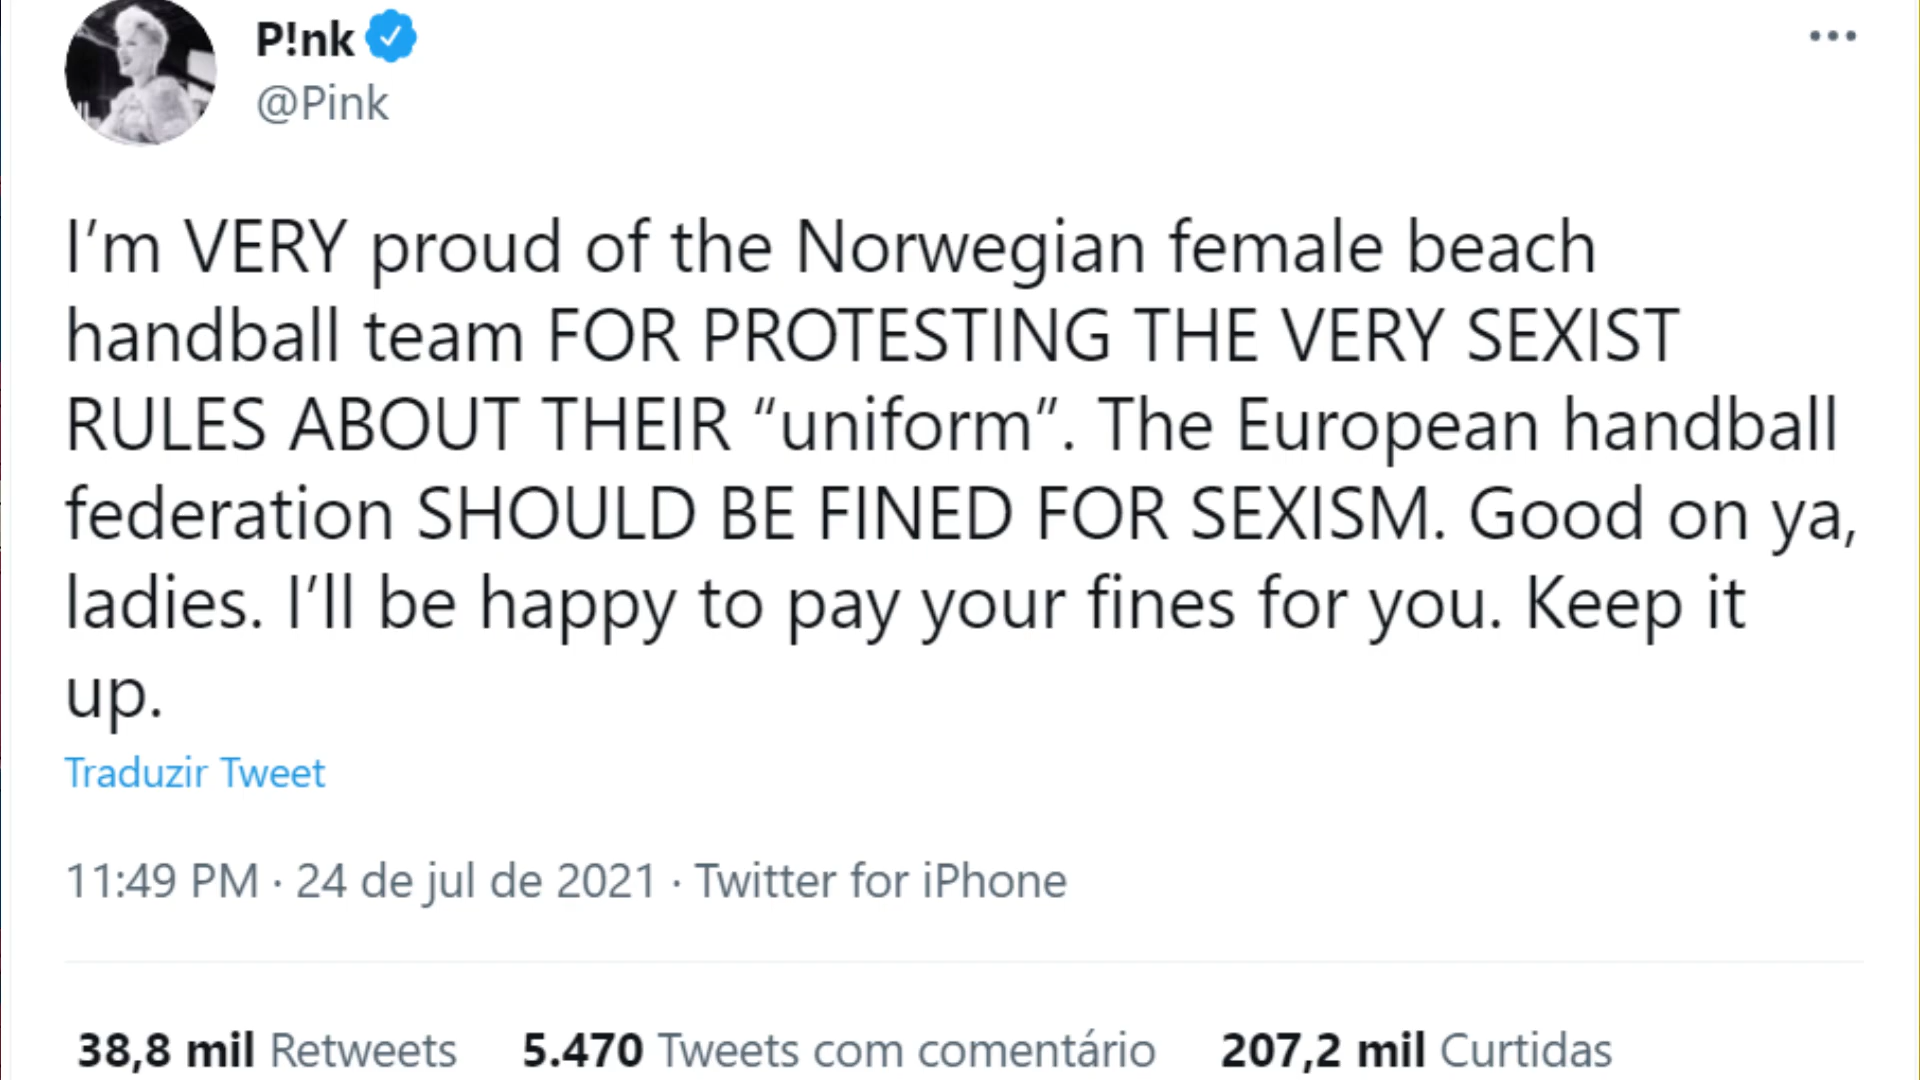 P!nk
@Pink
I’m VERY proud of the Norwegian female beach
handball team FOR PROTESTING THE VERY SEXIST
RULES ABOUT THEIR “uniform”. The European handball
federation SHOULD BE FINED FOR SEXISM. Good on ya,
ladies. I’ll be happy to pay your fines for you. Keep it
up.
Traduzir Tweet
11:49 PM · 24 de jul de 2021 · Twitter for iPhone
38,8 mil Retweets 5.470 Tweets com comentário 207,2 mil Curtidas